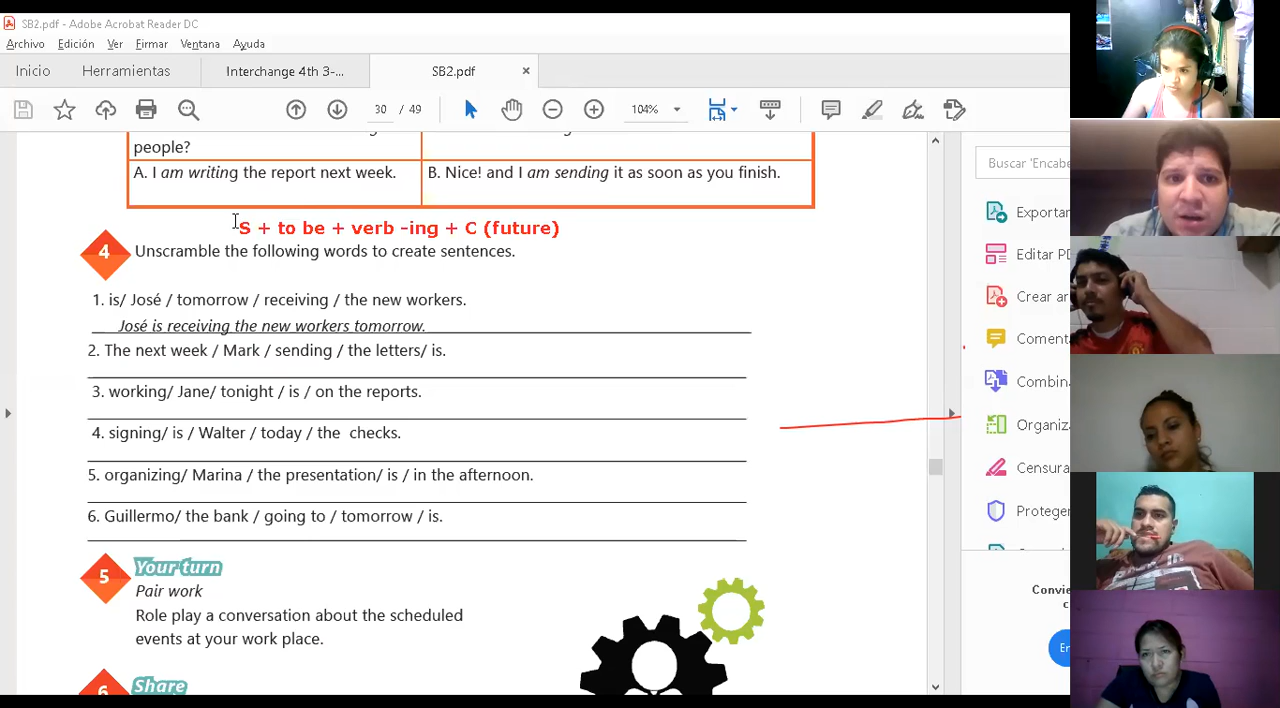 SB2.pdf - Adobe Acrobat Reader DC
Archivo Edición Ver Firmar Ventana Ayuda
Inicio Herramientas Interchange 4th 3-... SB2.pdf ×
30 / 49 104%
people?
A. I am writing the report next week. B. Nice! and I am sending it as soon as you finish.
S + to be + verb -ing + C (future)
4 Unscramble the following words to create sentences.
1. is/ José / tomorrow / receiving / the new workers.
José is receiving the new workers tomorrow.
2. The next week / Mark / sending / the letters/ is.
3. working/ Jane/ tonight / is / on the reports.
4. signing/ is / Walter / today / the checks.
5. organizing/ Marina / the presentation/ is / in the afternoon.
6. Guillermo/ the bank / going to / tomorrow / is.
5 Your turn
Pair work
Role play a conversation about the scheduled
events at your work place.
6 Share
Buscar 'Encabe
Exportar
Editar PD
Crear ar
Comenta
Combin
Organiz
Censura
Proteger
Convie